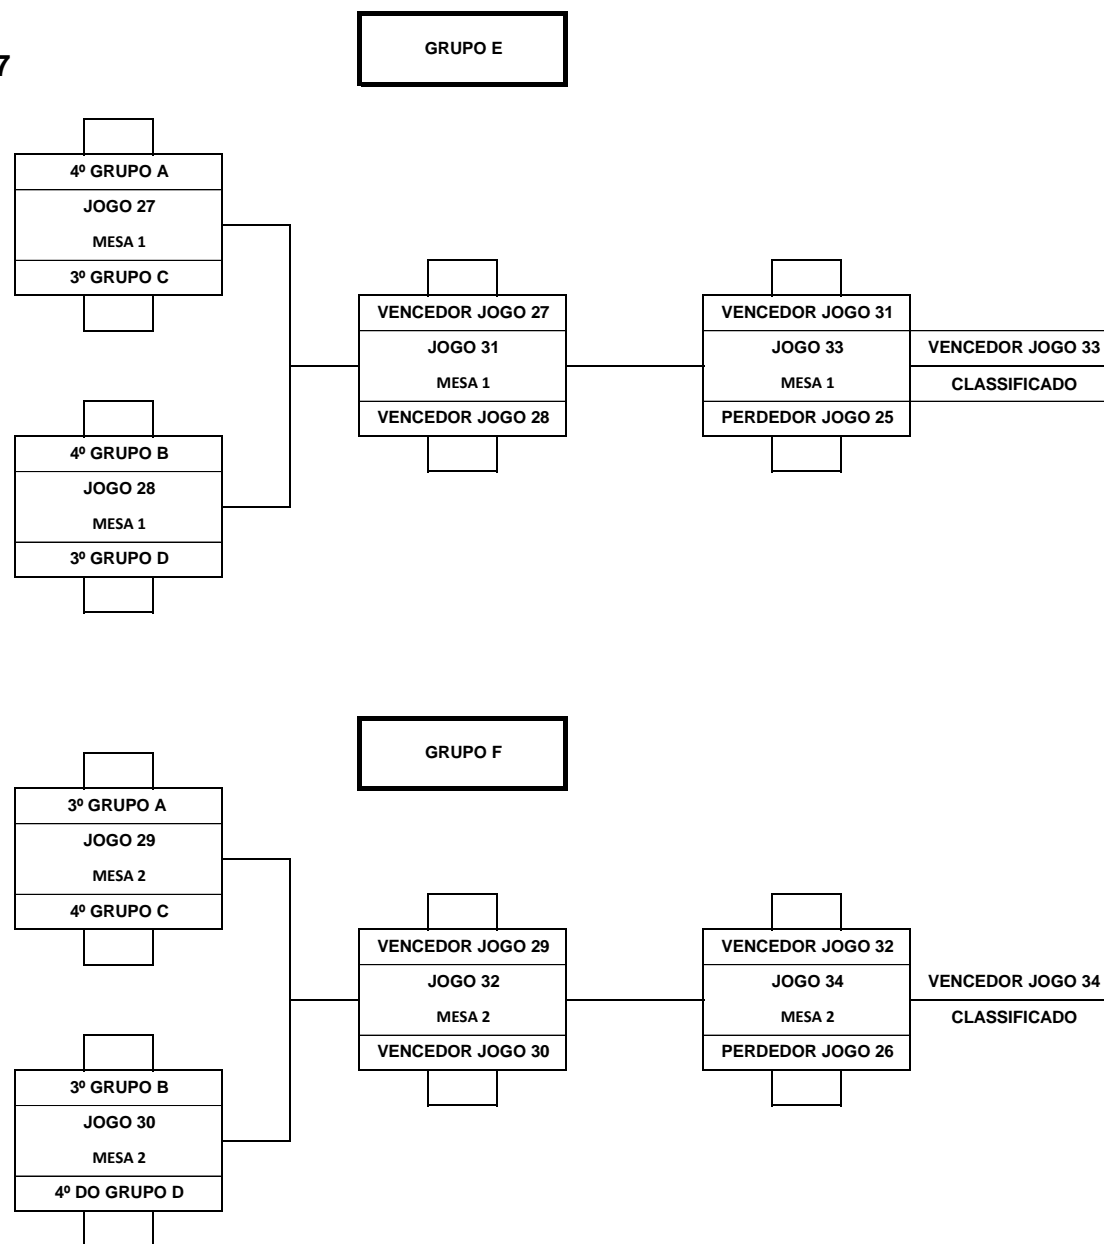 GRUPO E
7
4º GRUPO A
JOGO 27
MESA 1
3º GRUPO C
VENCEDOR JOGO 27
JOGO 31
MESA 1
VENCEDOR JOGO 28
VENCEDOR JOGO 31
JOGO 33
MESA 1
PERDEDOR JOGO 25
VENCEDOR JOGO 33
CLASSIFICADO
4º GRUPO B
JOGO 28
MESA 1
3º GRUPO D
GRUPO F
3º GRUPO A
JOGO 29
MESA 2
4º GRUPO C
VENCEDOR JOGO 29
JOGO 32
MESA 2
VENCEDOR JOGO 30
VENCEDOR JOGO 32
JOGO 34
MESA 2
PERDEDOR JOGO 26
VENCEDOR JOGO 34
CLASSIFICADO
3º GRUPO B
JOGO 30
MESA 2
4º DO GRUPO D